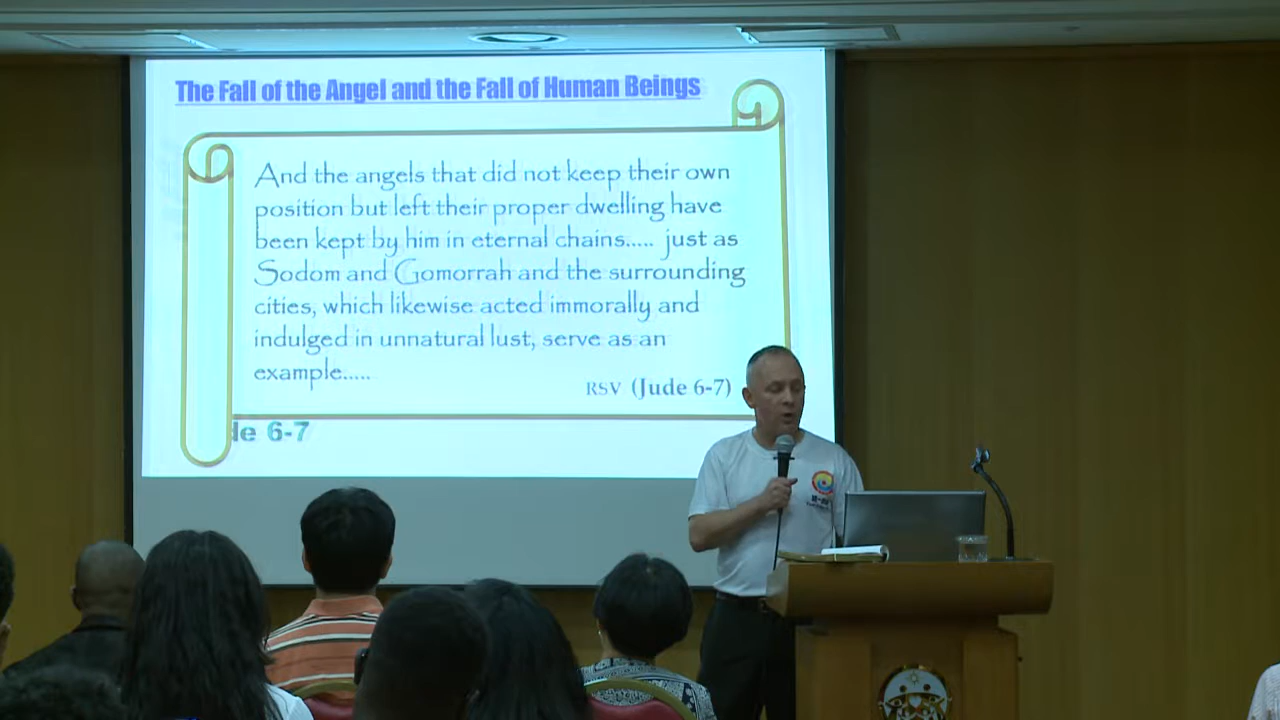 The Fall of the Angel and the Fall of Human Beings
And the angels that did not keep their own
position but left their proper dwelling have
been kept by him in eternal chains..... just as
Sodom and Gomorrah and the surrounding
cities, which likewise acted immorally and
indulged in unnatural lust, serve as an
example.....
RSV (Jude 6-7)
de 6-7